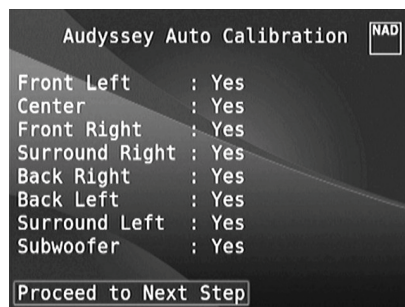 Audyssey Auto Calibration
NAD
Front Left : Yes
Center : Yes
Front Right : Yes
Surround Right : Yes
Back Right : Yes
Back Left : Yes
Surround Left : Yes
Subwoofer : Yes
Proceed to Next Step